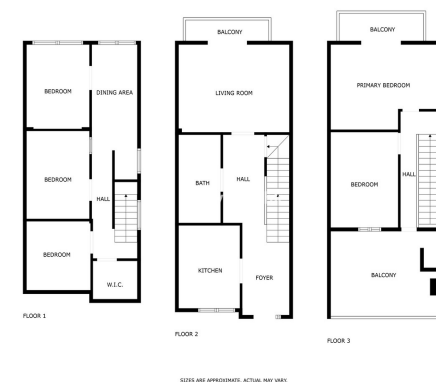 BEDROOM
DINING AREA
BEDROOM
HALL
BEDROOM
W.I.C.
FLOOR 1
BALCONY
LIVING ROOM
BATH
HALL
KITCHEN
FOYER
FLOOR 2
BALCONY
PRIMARY BEDROOM
BEDROOM
HALL
BALCONY
FLOOR 3
SIZES ARE APPROXIMATE, ACTUAL MAY VARY.